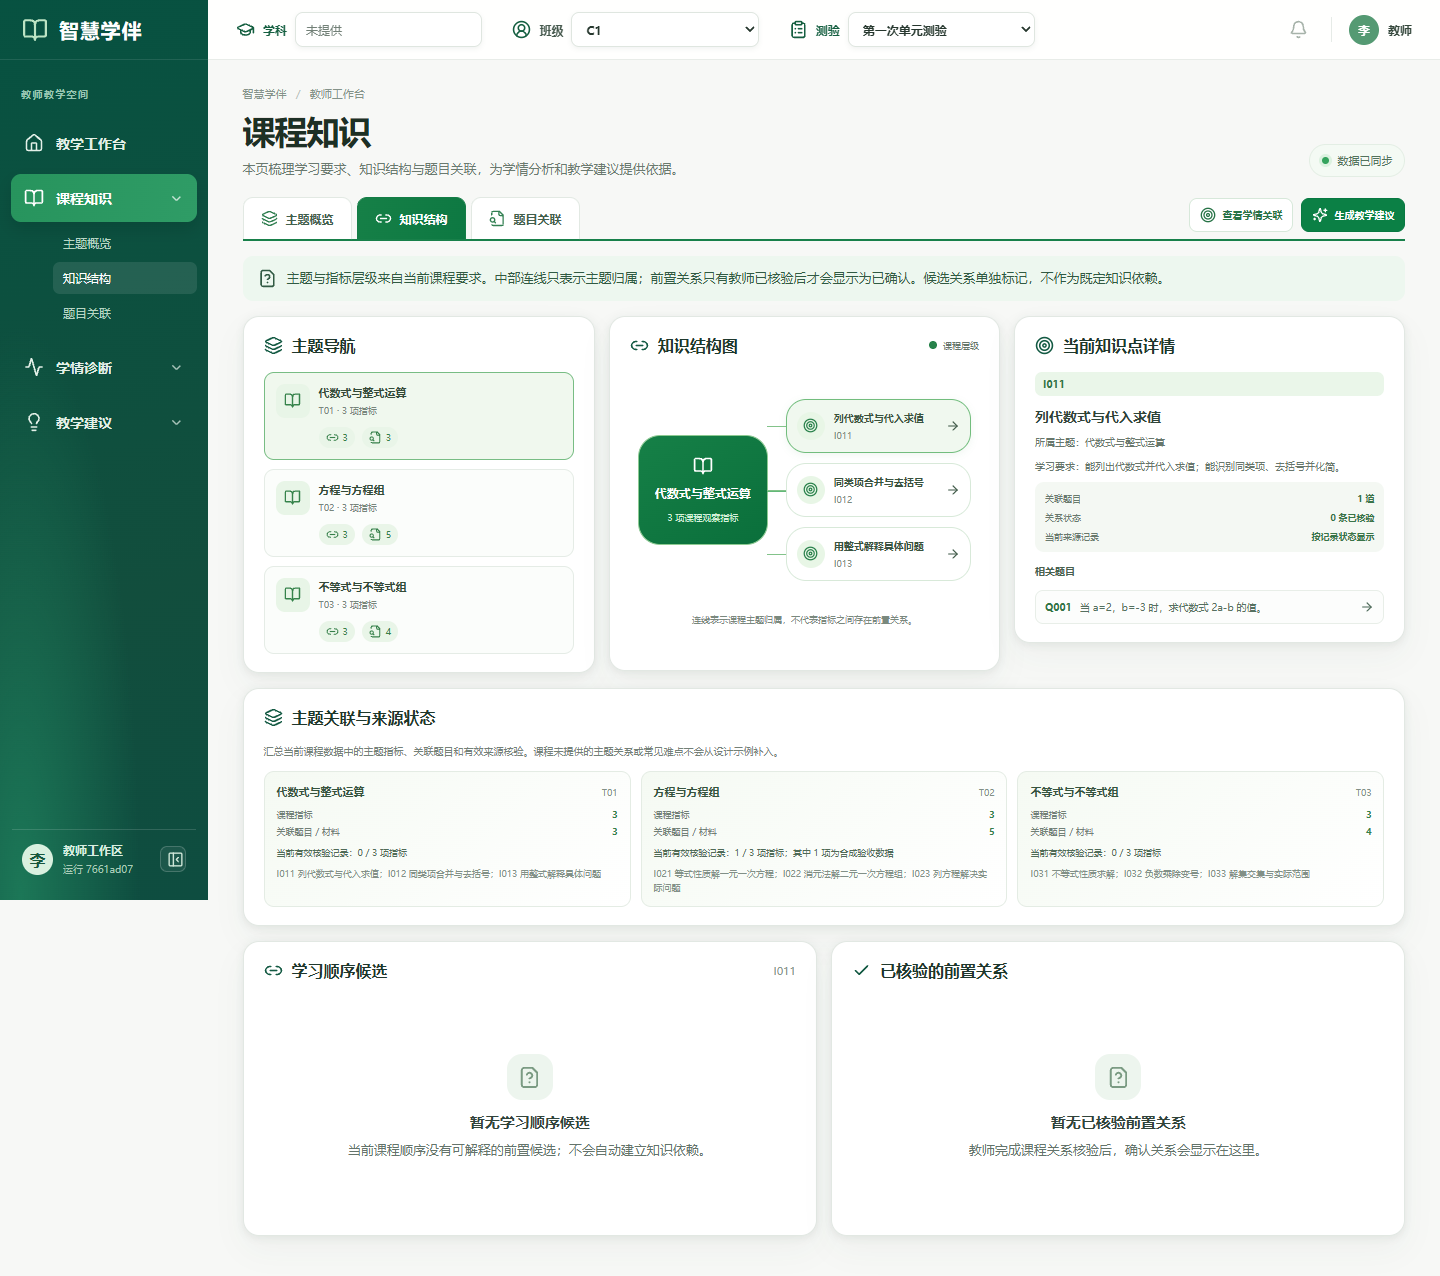 智慧学伴
学科 未提供 班级 C1 测验 第一次单元测验 李 教师
教师教学空间
教学工作台
课程知识
主题概览
知识结构
题目关联
学情诊断
教学建议
李 教师工作区
运行 7661ad07
智慧学伴 / 教师工作台
课程知识
本页梳理学习要求、知识结构与题目关联，为学情分析和教学建议提供依据。
数据已同步
主题概览 知识结构 题目关联 查看学情关联 生成教学建议
主题与指标层级来自当前课程要求。中部连线只表示主题归属；前置关系只有教师已核验后才会显示为已确认。候选关系单独标记，不作为既定知识依赖。
主题导航
代数式与整式运算
T01 · 3 项指标
3 3
方程与方程组
T02 · 3 项指标
3 5
不等式与不等式组
T03 · 3 项指标
3 4
知识结构图 课程层级
代数式与整式运算
3 项课程观察指标
列代数式与代入求值
I011
同类项合并与去括号
I012
用整式解释具体问题
I013
连线表示课程主题归属，不代表指标之间存在前置关系。
当前知识点详情
I011
列代数式与代入求值
所属主题：代数式与整式运算
学习要求：能列出代数式并代入求值；能识别同类项、去括号并化简。
关联题目 1 道
关系状态 0 条已核验
当前来源记录 按记录状态显示
相关题目
Q001 当 a=2，b=-3 时，求代数式 2a-b 的值。
主题关联与来源状态
汇总当前课程数据中的主题指标、关联题目和有效来源核验。课程未提供的主题关系或常见难点不会从设计示例补入。
代数式与整式运算 T01
课程指标 3
关联题目 / 材料 3
当前有效核验记录：0 / 3 项指标
I011 列代数式与代入求值；I012 同类项合并与去括号；I013 用整式解释具体问题
方程与方程组 T02
课程指标 3
关联题目 / 材料 5
当前有效核验记录：1 / 3 项指标；其中 1 项为合成验收数据
I021 等式性质解一元一次方程；I022 消元法解二元一次方程组；I023 列方程解决实
际问题
不等式与不等式组 T03
课程指标 3
关联题目 / 材料 4
当前有效核验记录：0 / 3 项指标
I031 不等式性质求解；I032 负数乘除变号；I033 解集交集与实际范围
学习顺序候选 I011
暂无学习顺序候选
当前课程顺序没有可解释的前置候选；不会自动建立知识依赖。
已核验的前置关系
暂无已核验前置关系
教师完成课程关系核验后，确认关系会显示在这里。